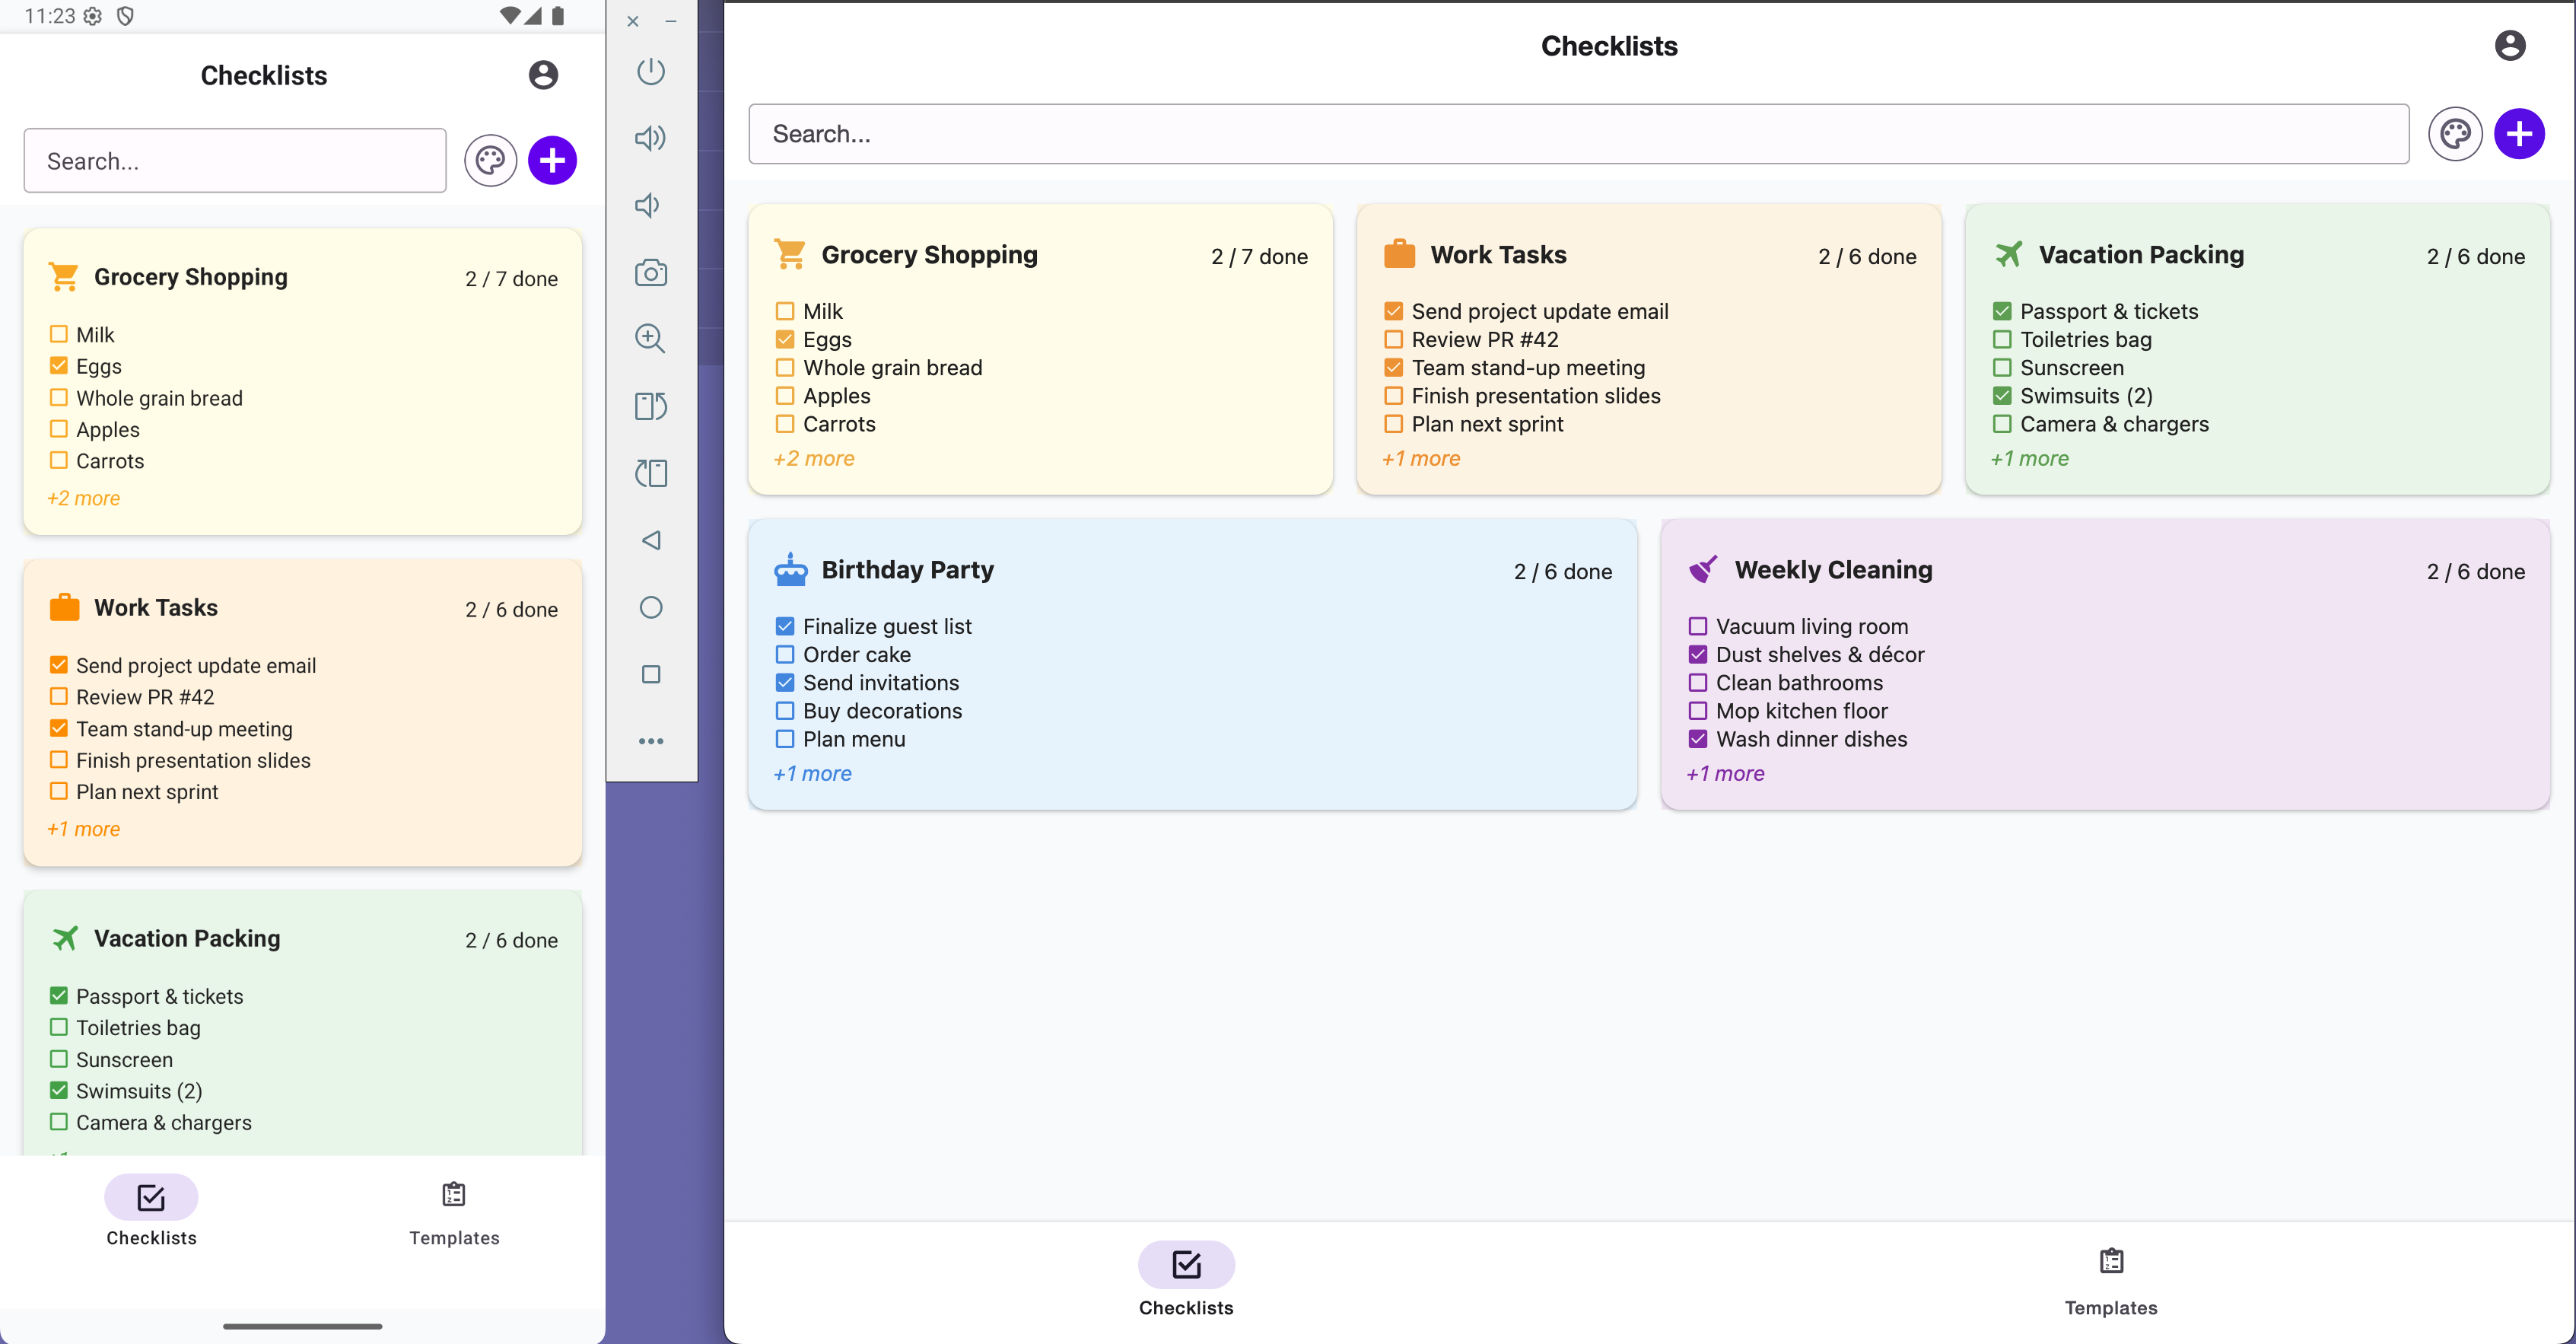 11:23
Checklists
Search...
Grocery Shopping 2 / 7 done
Milk
Eggs
Whole grain bread
Apples
Carrots
+2 more
Work Tasks 2 / 6 done
Send project update email
Review PR #42
Team stand-up meeting
Finish presentation slides
Plan next sprint
+1 more
Vacation Packing 2 / 6 done
Passport & tickets
Toiletries bag
Sunscreen
Swimsuits (2)
Camera & chargers
Checklists Templates
Checklists
Search...
Grocery Shopping 2 / 7 done
Milk
Eggs
Whole grain bread
Apples
Carrots
+2 more
Work Tasks 2 / 6 done
Send project update email
Review PR #42
Team stand-up meeting
Finish presentation slides
Plan next sprint
+1 more
Vacation Packing 2 / 6 done
Passport & tickets
Toiletries bag
Sunscreen
Swimsuits (2)
Camera & chargers
+1 more
Birthday Party 2 / 6 done
Finalize guest list
Order cake
Send invitations
Buy decorations
Plan menu
+1 more
Weekly Cleaning 2 / 6 done
Vacuum living room
Dust shelves & décor
Clean bathrooms
Mop kitchen floor
Wash dinner dishes
+1 more
Checklists Templates